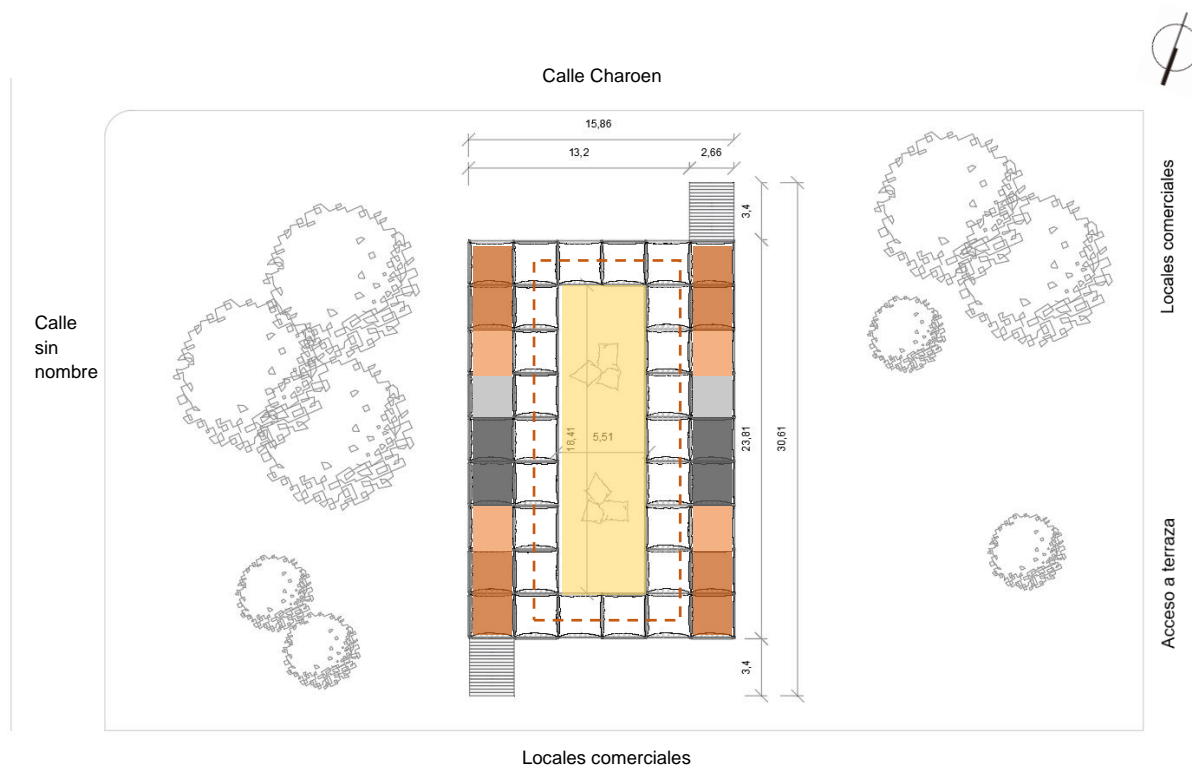 Calle Charoen
15,86
13,2
2,66
3,4
Locales comerciales
Calle
sin
nombre
18,41
5,51
23,81
30,61
Acceso a terraza
3,4
Locales comerciales